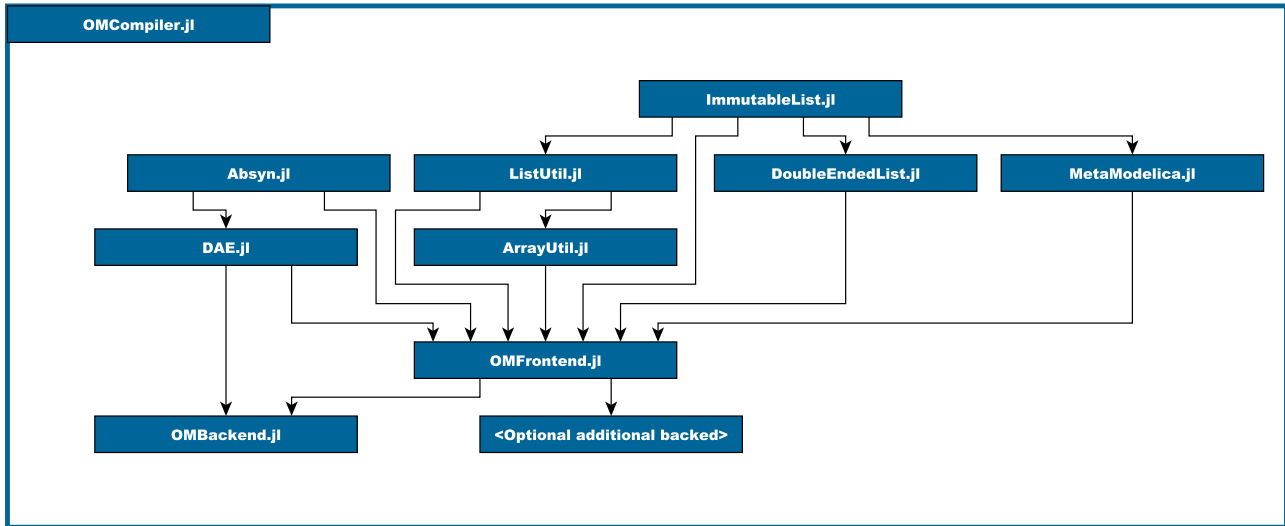 OMCompiler.jl
ImmutableList.jl
Absyn.jl
ListUtil.jl
DoubleEndedList.jl
MetaModelica.jl
DAE.jl
ArrayUtil.jl
OMFrontend.jl
OMBackend.jl
<Optional additional backed>